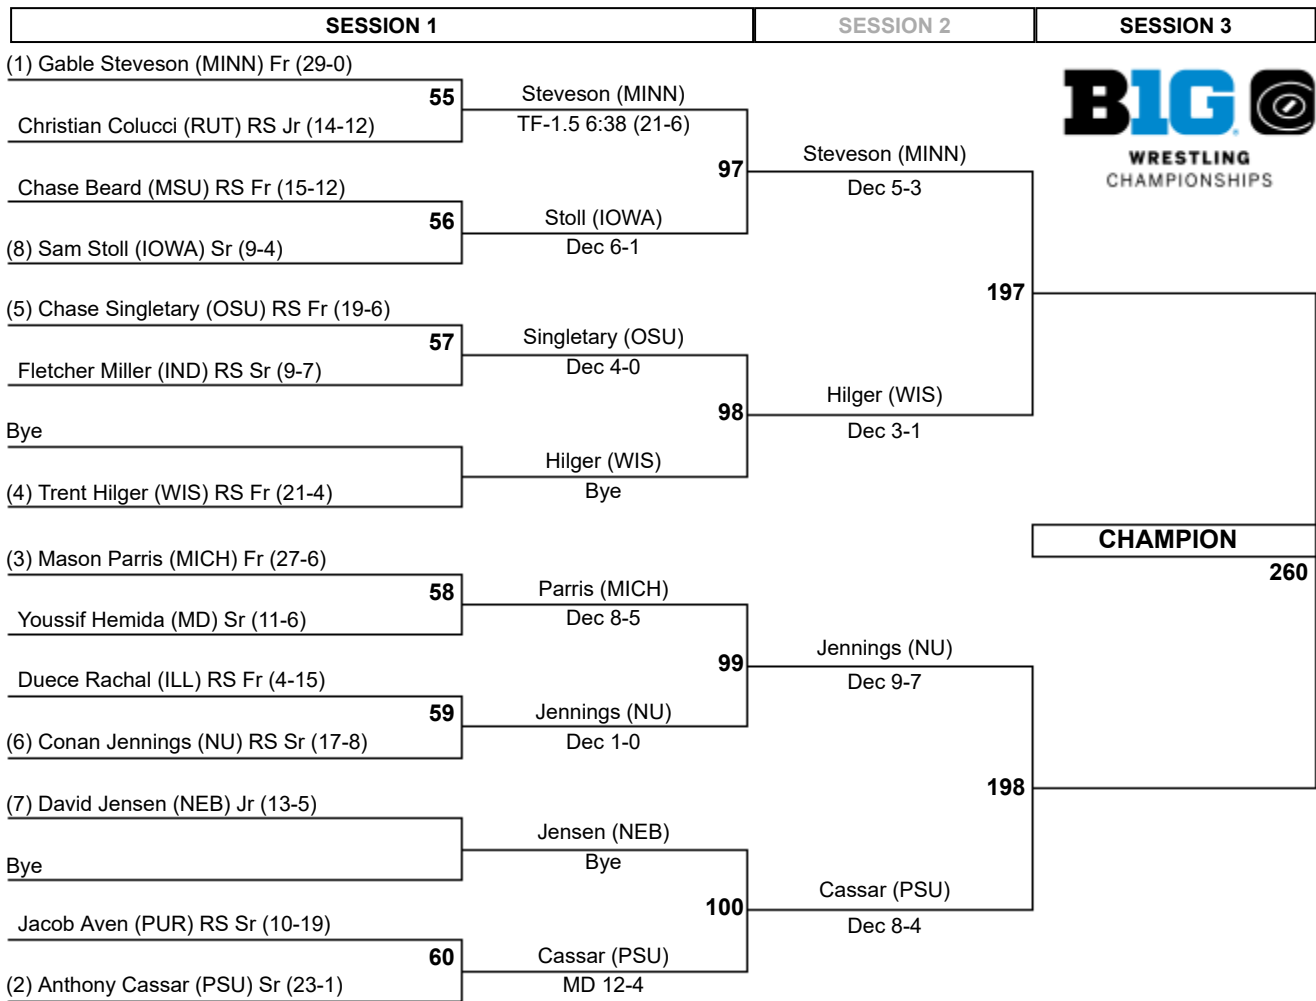 SESSION 1
SESSION 2
SESSION 3
(1) Gable Steveson (MINN) Fr (29-0)
55
Christian Colucci (RUT) RS Jr (14-12)
Steveson (MINN)
TF-1.5 6:38 (21-6)
Chase Beard (MSU) RS Fr (15-12)
56
(8) Sam Stoll (IOWA) Sr (9-4)
Stoll (IOWA)
Dec 6-1
97
Steveson (MINN)
Dec 5-3
(5) Chase Singletary (OSU) RS Fr (19-6)
57
Fletcher Miller (IND) RS Sr (9-7)
Singletary (OSU)
Dec 4-0
Bye
(4) Trent Hilger (WIS) RS Fr (21-4)
Hilger (WIS)
Bye
98
Hilger (WIS)
Dec 3-1
197
(3) Mason Parris (MICH) Fr (27-6)
58
Youssif Hemida (MD) Sr (11-6)
Parris (MICH)
Dec 8-5
Duece Rachal (ILL) RS Fr (4-15)
59
(6) Conan Jennings (NU) RS Sr (17-8)
Jennings (NU)
Dec 1-0
99
Jennings (NU)
Dec 9-7
(7) David Jensen (NEB) Jr (13-5)
Bye
Jensen (NEB)
Bye
Jacob Aven (PUR) RS Sr (10-19)
60
(2) Anthony Cassar (PSU) Sr (23-1)
Cassar (PSU)
MD 12-4
100
Cassar (PSU)
Dec 8-4
198
B1G
WRESTLING
CHAMPIONSHIPS
CHAMPION
260